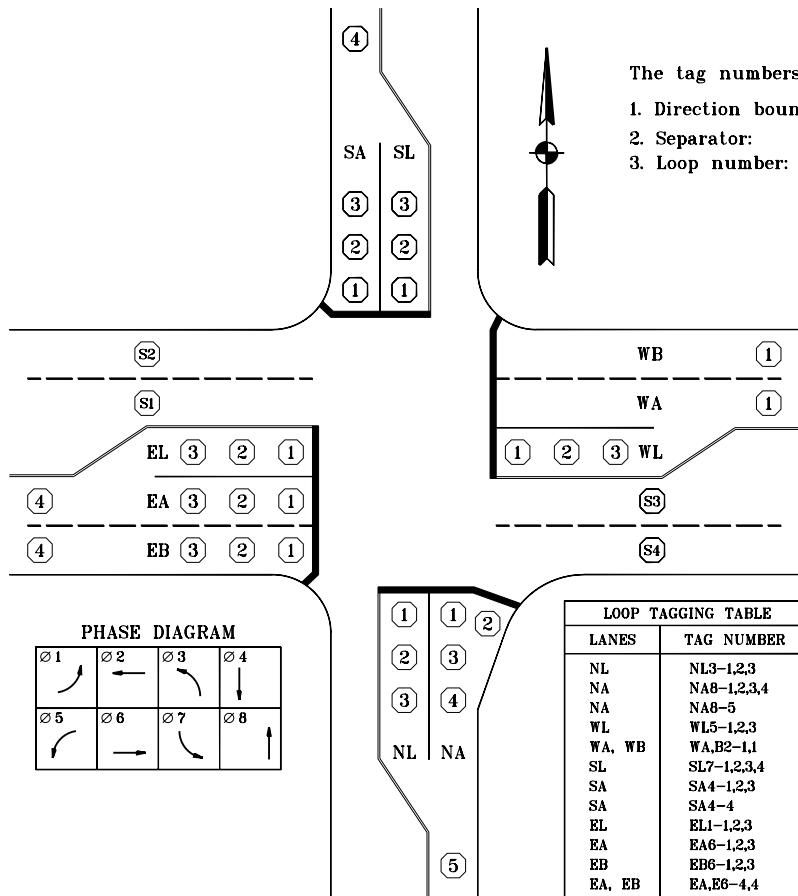 4
The tag numbers
1. Direction boun
2. Separator:
3. Loop number:
SA SL
3 3
2 2
1 1
S2 WB 1
S1 WA 1
EL 3 2 1 1 2 3 WL
4 EA 3 2 1 S3
4 EB 3 2 1 S4
1 1 2
2 3
3 4
NL NA
5
PHASE DIAGRAM
Ø1 Ø2 Ø3 Ø4
Ø5 Ø6 Ø7 Ø8
LOOP TAGGING TABLE
LANES TAG NUMBER
NL NL3-1,2,3
NA NA8-1,2,3,4
NA NA8-5
WL WL5-1,2,3
WA, WB WA,B2-1,1
SL SL7-1,2,3,4
SA SA4-1,2,3
SA SA4-4
EL EL1-1,2,3
EA EA6-1,2,3
EB EB6-1,2,3
EA, EB EA,E6-4,4